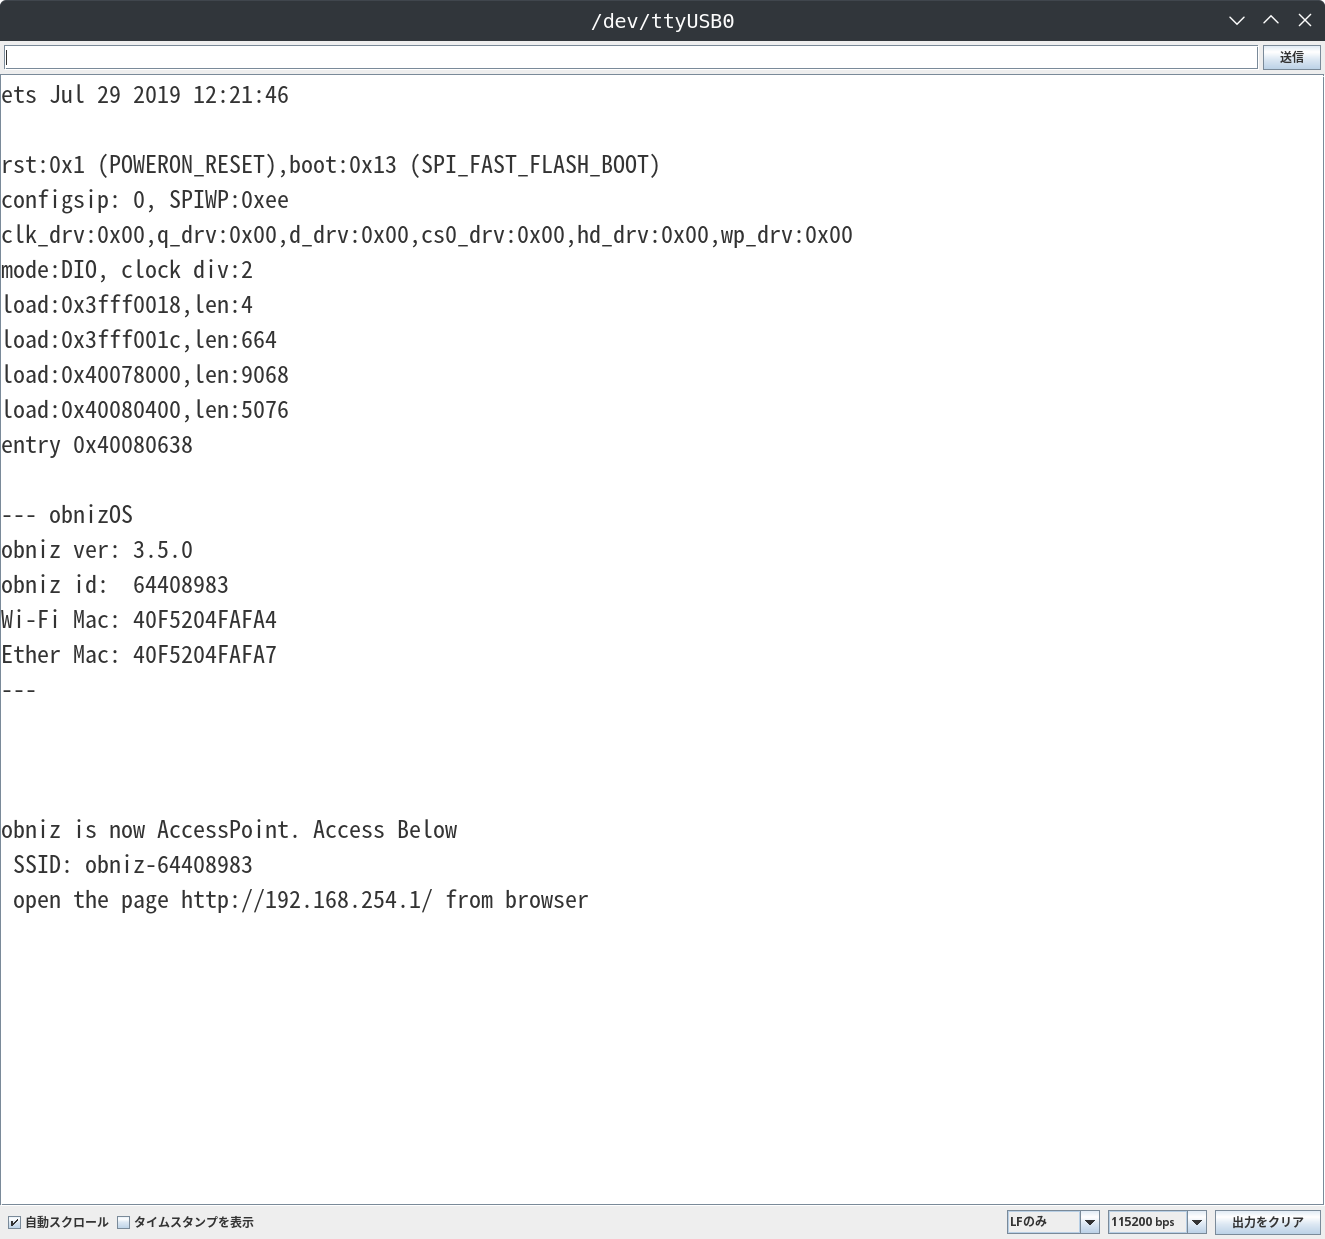 /dev/ttyUSB0
送信
ets Jul 29 2019 12:21:46
rst:0x1 (POWERON_RESET),boot:0x13 (SPI_FAST_FLASH_BOOT)
configsip: 0, SPIWP:0xee
clk_drv:0x00,q_drv:0x00,d_drv:0x00,cs0_drv:0x00,hd_drv:0x00,wp_drv:0x00
mode:DIO, clock div:2
load:0x3fff0018,len:4
load:0x3fff001c,len:664
load:0x40078000,len:9068
load:0x40080400,len:5076
entry 0x40080638
--- obnizOS
obniz ver: 3.5.0
obniz id:  64408983
Wi-Fi Mac: 40F5204FAFA4
Ether Mac: 40F5204FAFA7
---
obniz is now AccessPoint. Access Below
 SSID: obniz-64408983
 open the page http://192.168.254.1/ from browser
自動スクロール タイムスタンプを表示 LFのみ 115200 bps 出力をクリア